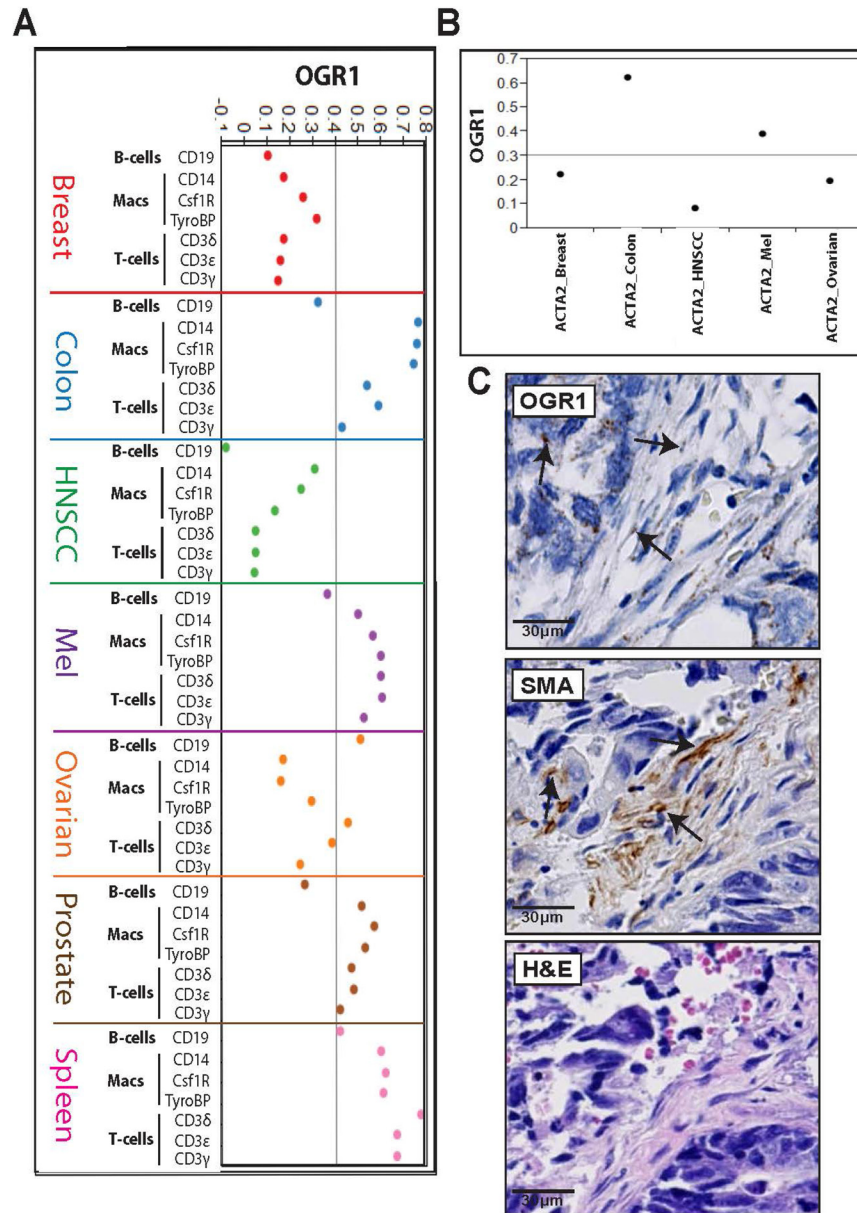 A
OGR1
-0.1 0 0.1 0.2 0.3 0.4 0.5 0.6 0.7 0.8
Breast
B-cells CD19
Macs CD14
Csf1R
TyroBP
T-cells CD3δ
CD3ε
CD3γ
Colon
B-cells CD19
Macs CD14
Csf1R
TyroBP
T-cells CD3δ
CD3ε
CD3γ
HNSCC
B-cells CD19
Macs CD14
Csf1R
TyroBP
T-cells CD3δ
CD3ε
CD3γ
Mel
B-cells CD19
Macs CD14
Csf1R
TyroBP
T-cells CD3δ
CD3ε
CD3γ
Ovarian
B-cells CD19
Macs CD14
Csf1R
TyroBP
T-cells CD3δ
CD3ε
CD3γ
Prostate
B-cells CD19
Macs CD14
Csf1R
TyroBP
T-cells CD3δ
CD3ε
CD3γ
Spleen
B-cells CD19
Macs CD14
Csf1R
TyroBP
T-cells CD3δ
CD3ε
CD3γ
B
OGR1
0.7
0.6
0.5
0.4
0.3
0.2
0.1
0
ACTA2_Breast
ACTA2_Colon
ACTA2_HNSCC
ACTA2_Mel
ACTA2_Ovarian
C
OGR1
30µm
SMA
30µm
H&E
30µm